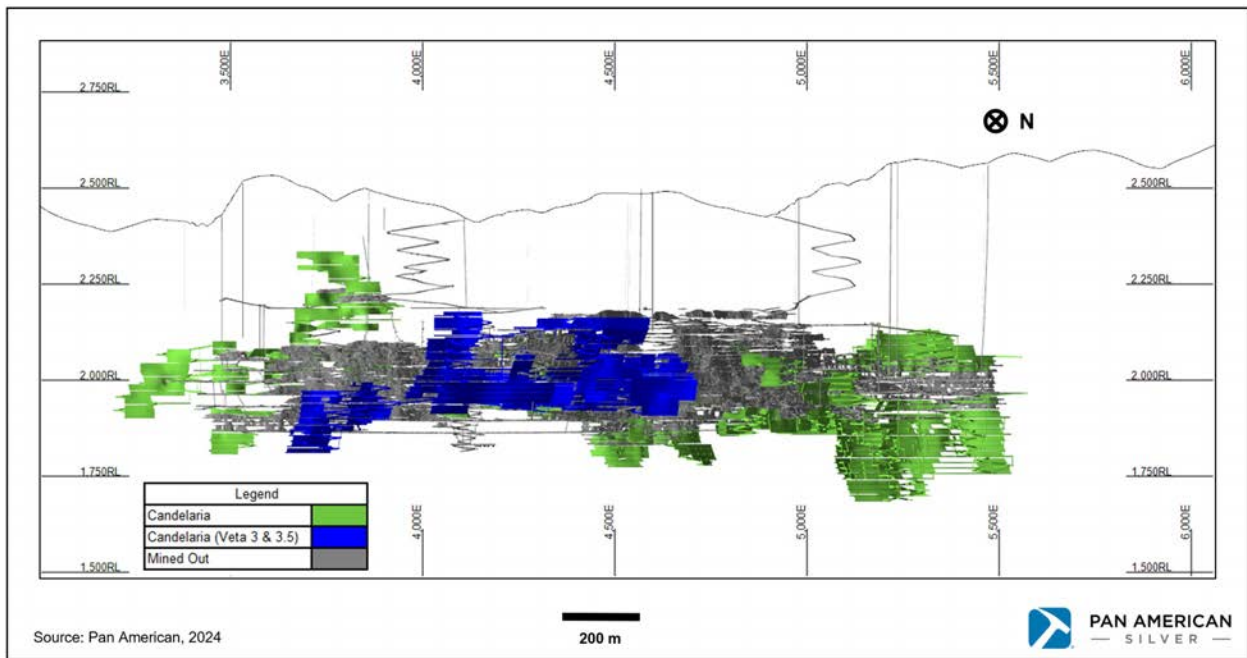 3,500E 4,000E 4,500E 5,000E 5,500E 6,000E
2,750RL
N
2,500RL 2,500RL
2,250RL 2,250RL
2,000RL 2,000RL
1,750RL 1,750RL
Legend
Candelaria
Candelaria (Veta 3 & 3.5)
Mined Out
4,000E 4,500E 5,000E 5,500E 6,000E
1,500RL 1,500RL
Source: Pan American, 2024
200 m
PAN AMERICAN
— SILVER —